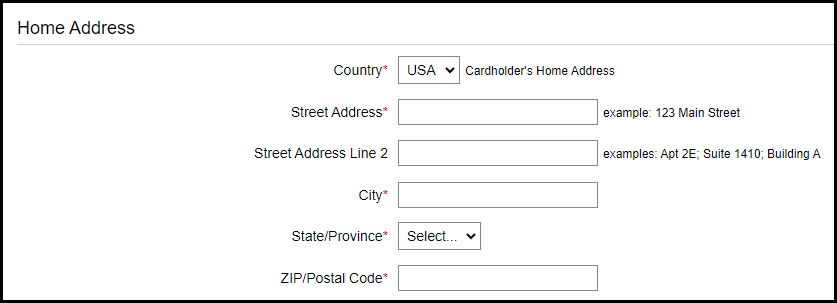 Home Address
Country* USA Cardholder's Home Address
Street Address* example: 123 Main Street
Street Address Line 2 examples: Apt 2E; Suite 1410; Building A
City*
State/Province* Select...
ZIP/Postal Code*